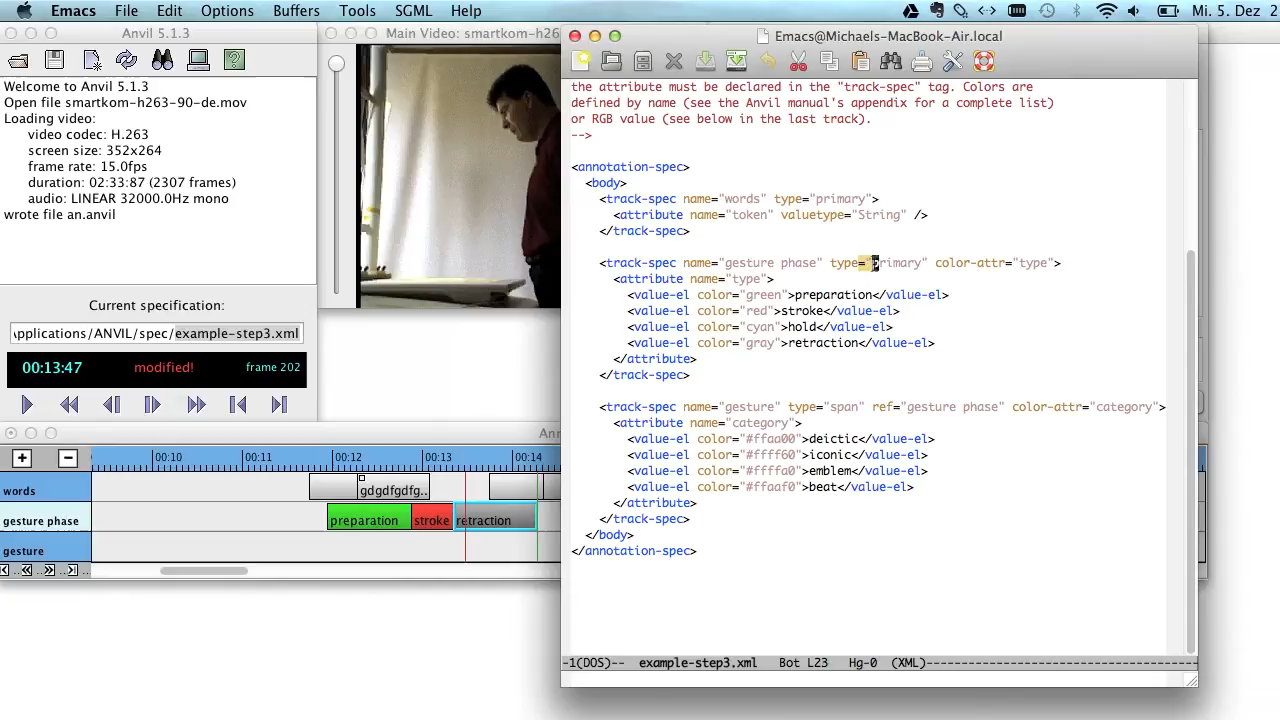 Emacs File Edit Options Buffers Tools SGML Help Mi. 5. Dez 2
Anvil 5.1.3
Welcome to Anvil 5.1.3
Open file smartkom-h263-90-de.mov
Loading video:
video codec: H.263
screen size: 352x264
frame rate: 15.0fps
duration: 02:33:87 (2307 frames)
audio: LINEAR 32000.0Hz mono
wrote file an.anvil
Current specification:
pplications/ANVIL/spec/example-step3.xml
00:13:47 modified! frame 202
Main Video: smartkom-h26
Emacs@Michaels-MacBook-Air.local
the attribute must be declared in the "track-spec" tag. Colors are
defined by name (see the Anvil manual's appendix for a complete list)
or RGB value (see below in the last track).
-->
<annotation-spec>
<body>
<track-spec name="words" type="primary">
<attribute name="token" valuetype="String" />
</track-spec>
<track-spec name="gesture phase" type="primary" color-attr="type">
<attribute name="type">
<value-el color="green">preparation</value-el>
<value-el color="red">stroke</value-el>
<value-el color="cyan">hold</value-el>
<value-el color="gray">retraction</value-el>
</attribute>
</track-spec>
<track-spec name="gesture" type="span" ref="gesture phase" color-attr="category">
<attribute name="category">
<value-el color="#ffaa00">deictic</value-el>
<value-el color="#ffff60">iconic</value-el>
<value-el color="#ffffa0">emblem</value-el>
<value-el color="#ffaaf0">beat</value-el>
</attribute>
</track-spec>
</body>
</annotation-spec>
-1(DOS)-- example-step3.xml Bot L23 Hg-0 (XML)
Ann
00:10 00:11 00:12 00:13 00:14
words gdgdfgdfg..
gesture phase preparation stroke retraction
gesture